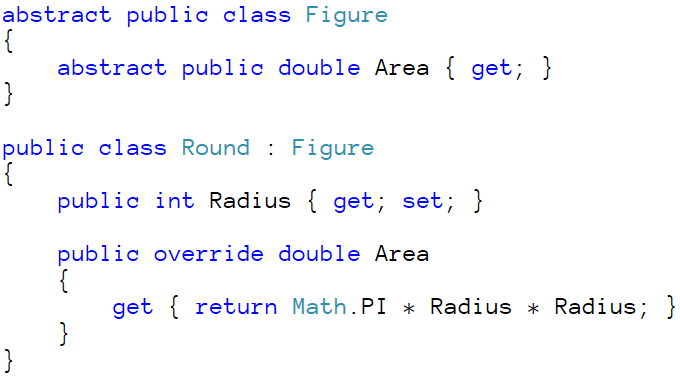 abstract public class Figure
{
    abstract public double Area { get; }
}

public class Round : Figure
{
    public int Radius { get; set; }

    public override double Area
    {
        get { return Math.PI * Radius * Radius; }
    }
}